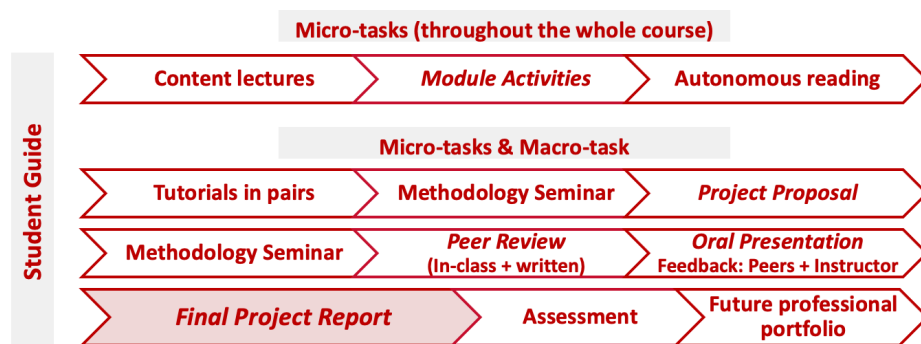 Student Guide
Micro-tasks (throughout the whole course)
Content lectures
Module Activities
Autonomous reading
Micro-tasks & Macro-task
Tutorials in pairs
Methodology Seminar
Project Proposal
Methodology Seminar
Peer Review
(In-class + written)
Oral Presentation
Feedback: Peers + Instructor
Final Project Report
Assessment
Future professional
portfolio